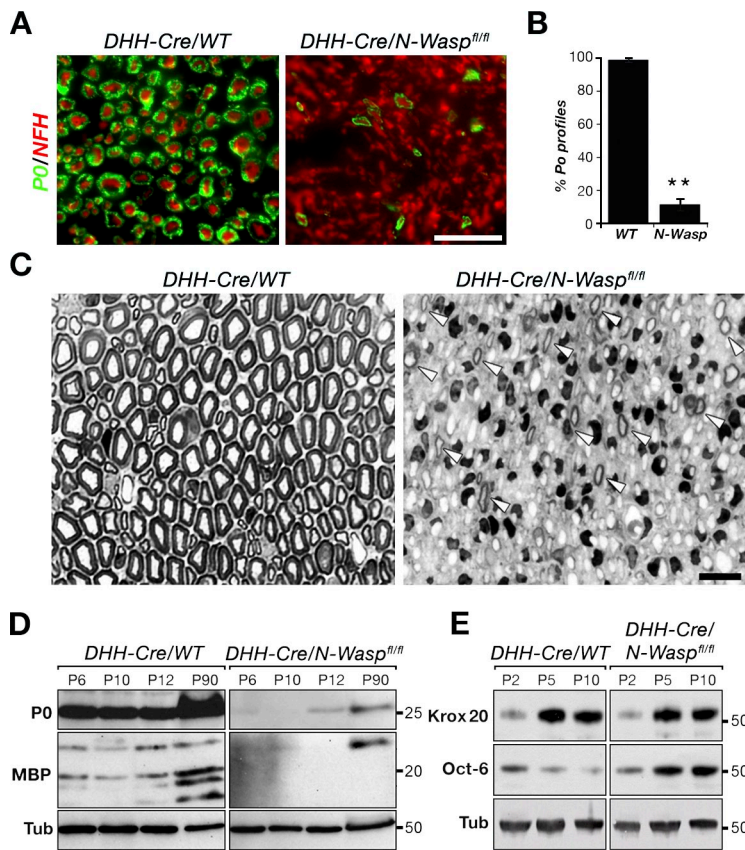 A
DHH-Cre/WT
DHH-Cre/N-Wasp^fl/fl
P0/NFH
B
% Po profiles
100
80
60
40
20
0
**
WT N-Wasp
C
DHH-Cre/WT
DHH-Cre/N-Wasp^fl/fl
D
DHH-Cre/WT DHH-Cre/N-Wasp^fl/fl
P6 P10 P12 P90 P6 P10 P12 P90
P0 25
MBP 20
Tub 50
E
DHH-Cre/WT
DHH-Cre/
N-Wasp^fl/fl
P2 P5 P10 P2 P5 P10
Krox 20 50
Oct-6 50
Tub 50